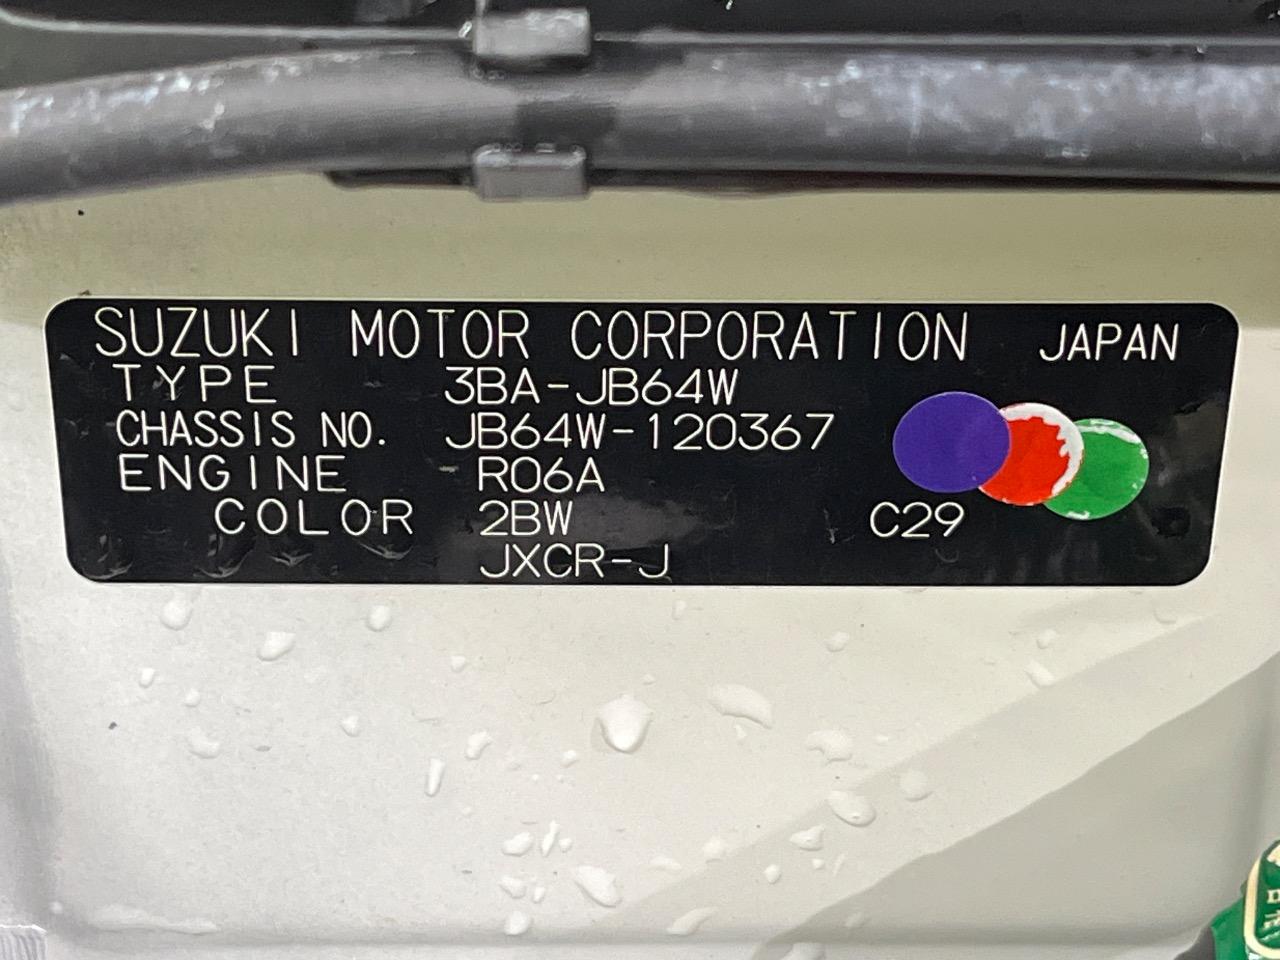 SUZUKI MOTOR CORPORATION JAPAN
TYPE 3BA-JB64W
CHASSIS NO. JB64W-120367
ENGINE R06A
COLOR 2BW C29
JXCR-J